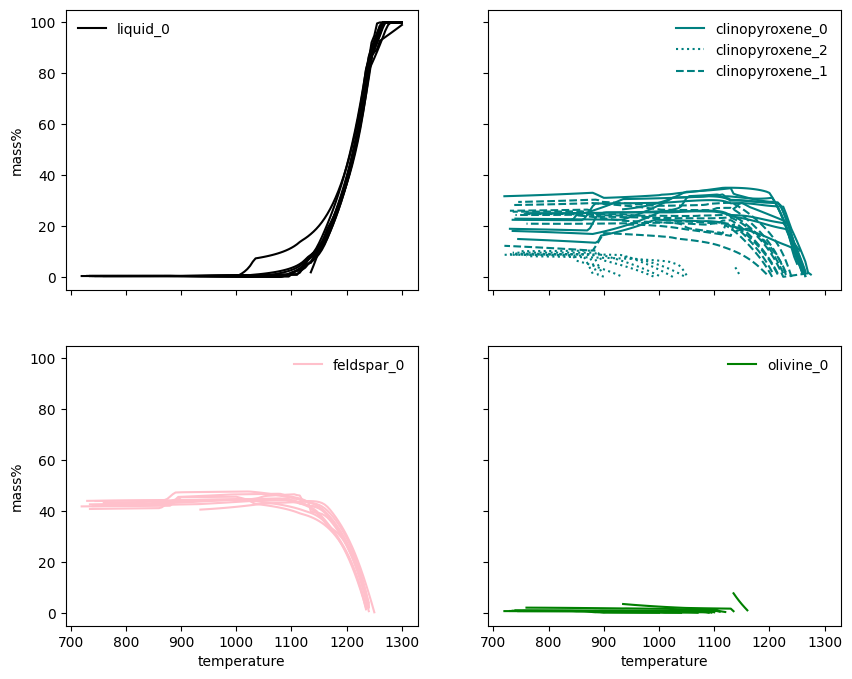 100
80
60
40
20
0
mass%
liquid_0
clinopyroxene_0
clinopyroxene_2
clinopyroxene_1
100
80
60
40
20
0
mass%
feldspar_0
700 800 900 1000 1100 1200 1300
temperature
olivine_0
700 800 900 1000 1100 1200 1300
temperature